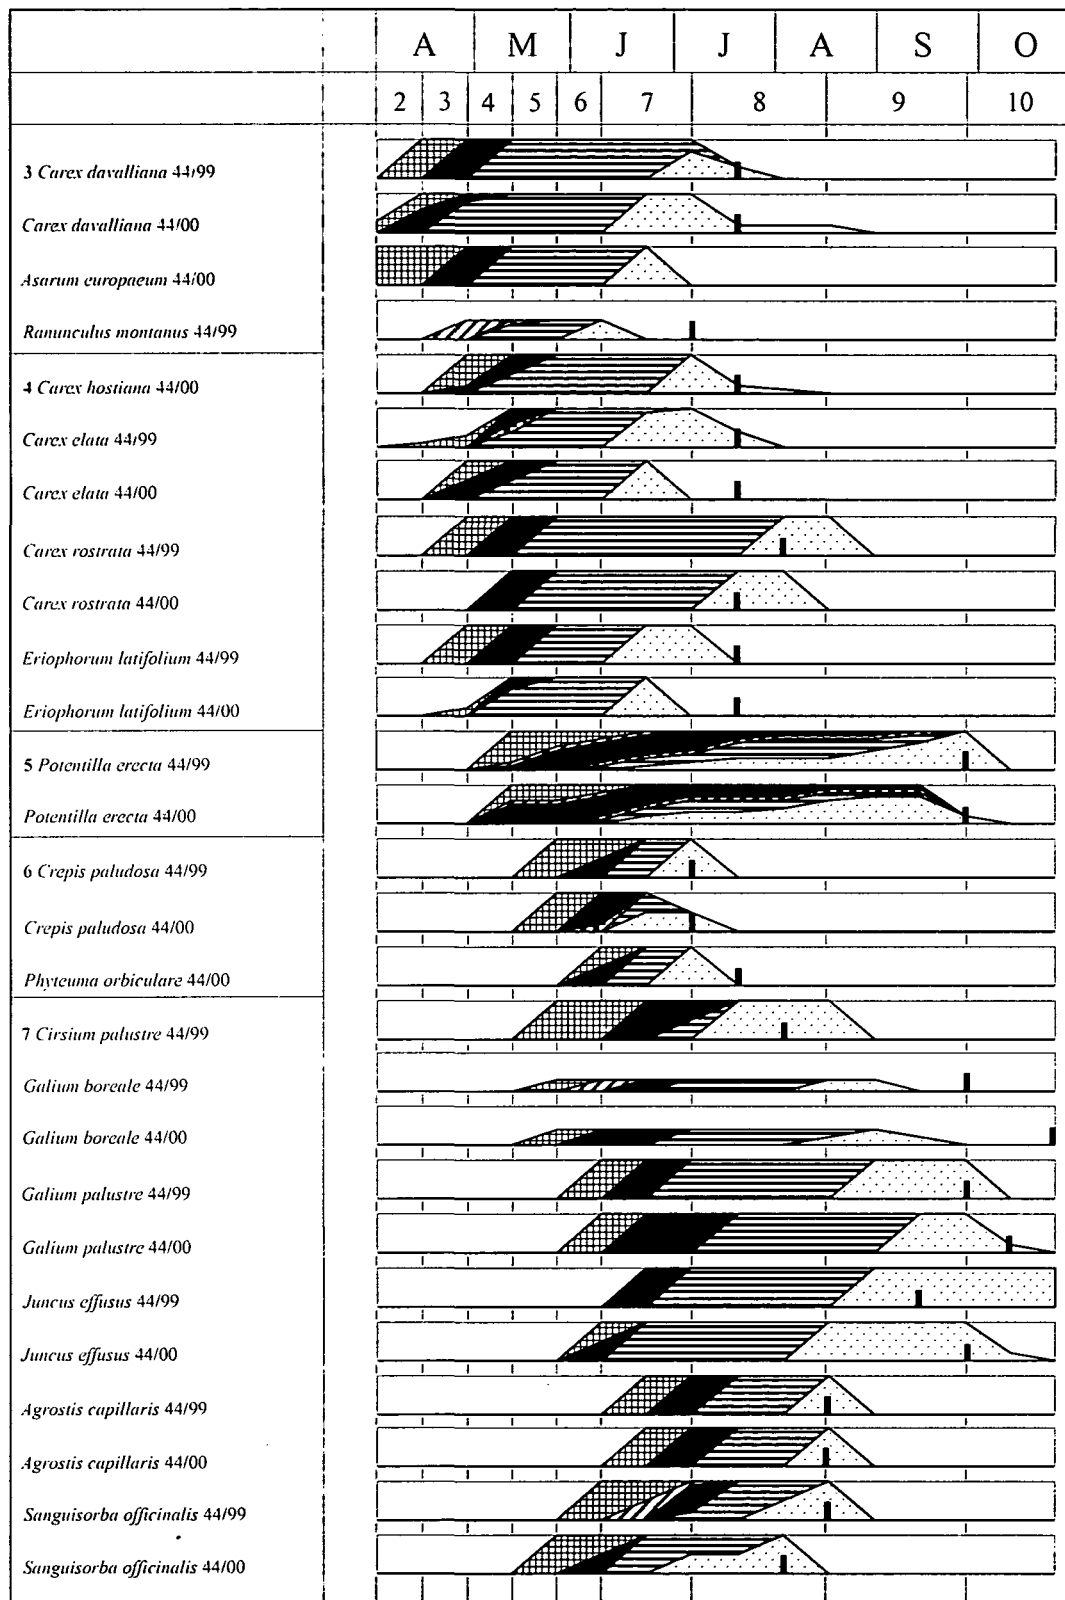 A M J J A S O
2 3 4 5 6 7 8 9 10
3 Carex davalliana 44/99
Carex davalliana 44/00
Asarum europaeum 44/00
Ranunculus montanus 44/99
4 Carex hostiana 44/00
Carex elata 44/99
Carex elata 44/00
Carex rostrata 44/99
Carex rostrata 44/00
Eriophorum latifolium 44/99
Eriophorum latifolium 44/00
5 Potentilla erecta 44/99
Potentilla erecta 44/00
6 Crepis paludosa 44/99
Crepis paludosa 44/00
Phyteuma orbiculare 44/00
7 Cirsium palustre 44/99
Galium boreale 44/99
Galium boreale 44/00
Galium palustre 44/99
Galium palustre 44/00
Juncus effusus 44/99
Juncus effusus 44/00
Agrostis capillaris 44/99
Agrostis capillaris 44/00
Sanguisorba officinalis 44/99
Sanguisorba officinalis 44/00